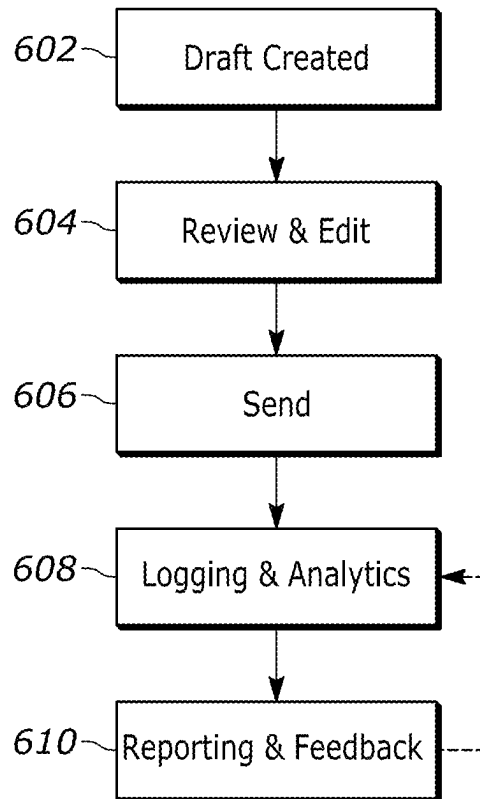 602
Draft Created
604
Review & Edit
606
Send
608
Logging & Analytics
610
Reporting & Feedback